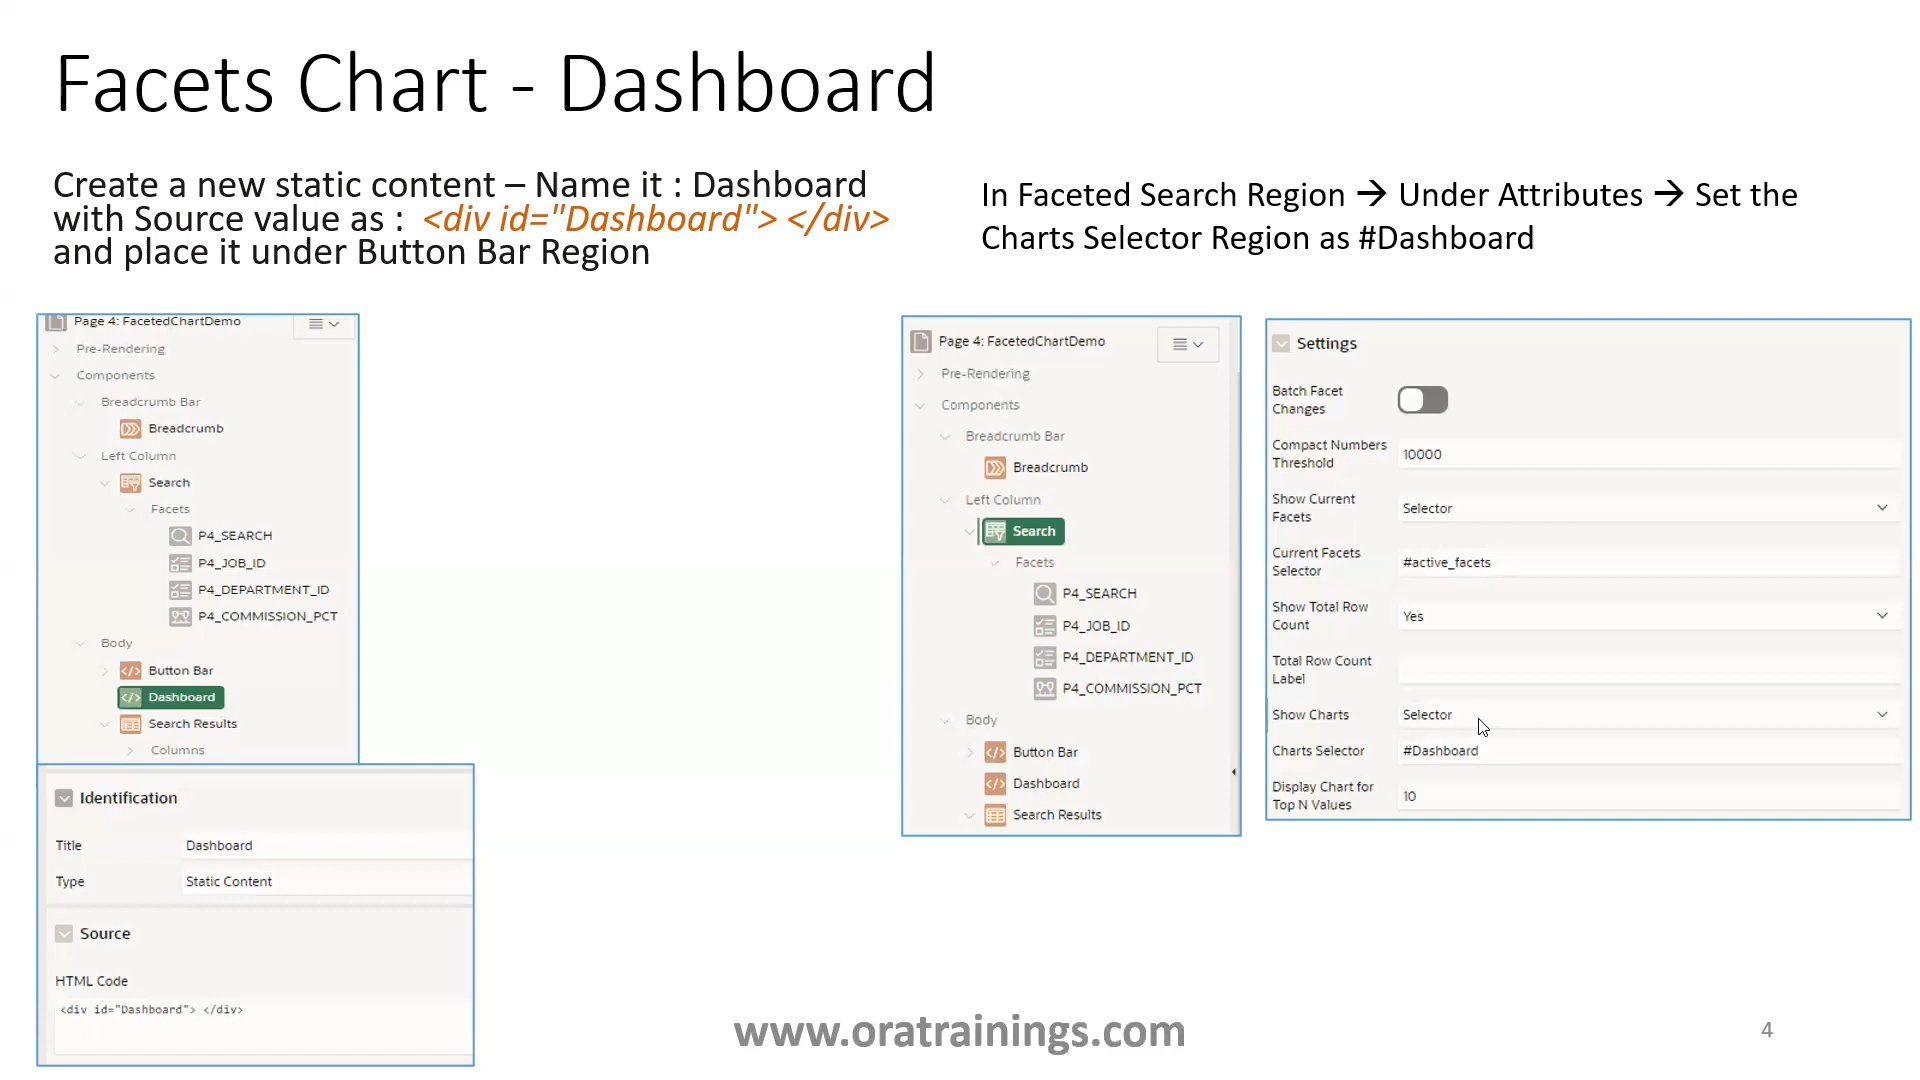 Facets Chart - Dashboard
Create a new static content – Name it : Dashboard
with Source value as : <div id="Dashboard"> </div>
and place it under Button Bar Region
In Faceted Search Region → Under Attributes → Set the
Charts Selector Region as #Dashboard
Page 4: FacetedChartDemo
Pre-Rendering
Components
Breadcrumb Bar
Breadcrumb
Left Column
Search
Facets
P4_SEARCH
P4_JOB_ID
P4_DEPARTMENT_ID
P4_COMMISSION_PCT
Body
Button Bar
Dashboard
Search Results
Columns
Identification
Title Dashboard
Type Static Content
Source
HTML Code
<div id="Dashboard"> </div>
Page 4: FacetedChartDemo
Pre-Rendering
Components
Breadcrumb Bar
Breadcrumb
Left Column
Search
Facets
P4_SEARCH
P4_JOB_ID
P4_DEPARTMENT_ID
P4_COMMISSION_PCT
Body
Button Bar
Dashboard
Search Results
Settings
Batch Facet
Changes
Compact Numbers
Threshold
10000
Show Current
Facets
Selector
Current Facets
Selector
#active_facets
Show Total Row
Count
Yes
Total Row Count
Label
Show Charts Selector
Charts Selector #Dashboard
Display Chart for
Top N Values
10
www.oratrainings.com
4